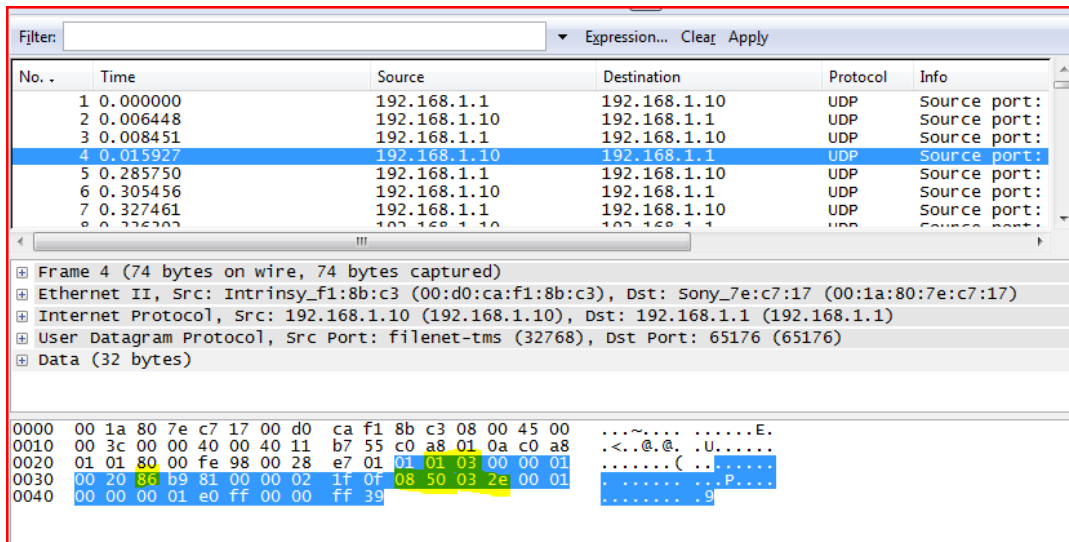 Filter: Expression... Clear Apply
No. . Time Source Destination Protocol Info
1 0.000000 192.168.1.1 192.168.1.10 UDP Source port:
2 0.006448 192.168.1.10 192.168.1.1 UDP Source port:
3 0.008451 192.168.1.1 192.168.1.10 UDP Source port:
4 0.015927 192.168.1.10 192.168.1.1 UDP Source port:
5 0.285750 192.168.1.1 192.168.1.10 UDP Source port:
6 0.305456 192.168.1.10 192.168.1.1 UDP Source port:
7 0.327461 192.168.1.1 192.168.1.10 UDP Source port:
192.168.1.10 192.168.1.1 UDP Source port:
Frame 4 (74 bytes on wire, 74 bytes captured)
Ethernet II, Src: Intrinsy_f1:8b:c3 (00:d0:ca:f1:8b:c3), Dst: Sony_7e:c7:17 (00:1a:80:7e:c7:17)
Internet Protocol, Src: 192.168.1.10 (192.168.1.10), Dst: 192.168.1.1 (192.168.1.1)
User Datagram Protocol, Src Port: filenet-tms (32768), Dst Port: 65176 (65176)
Data (32 bytes)
0000 00 1a 80 7e c7 17 00 d0 ca f1 8b c3 08 00 45 00 ...~.... ......E.
0010 00 3c 00 00 40 00 40 11 b7 55 c0 a8 01 0a c0 a8 .<..@.@. .U......
0020 01 01 80 00 fe 98 00 28 e7 01 01 01 03 00 00 01 .......( ........
0030 00 20 86 b9 81 00 00 02 1f 0f 08 50 03 2e 00 01 . ...... ...P....
0040 00 00 00 01 e0 ff 00 00 ff 39 ........ .9